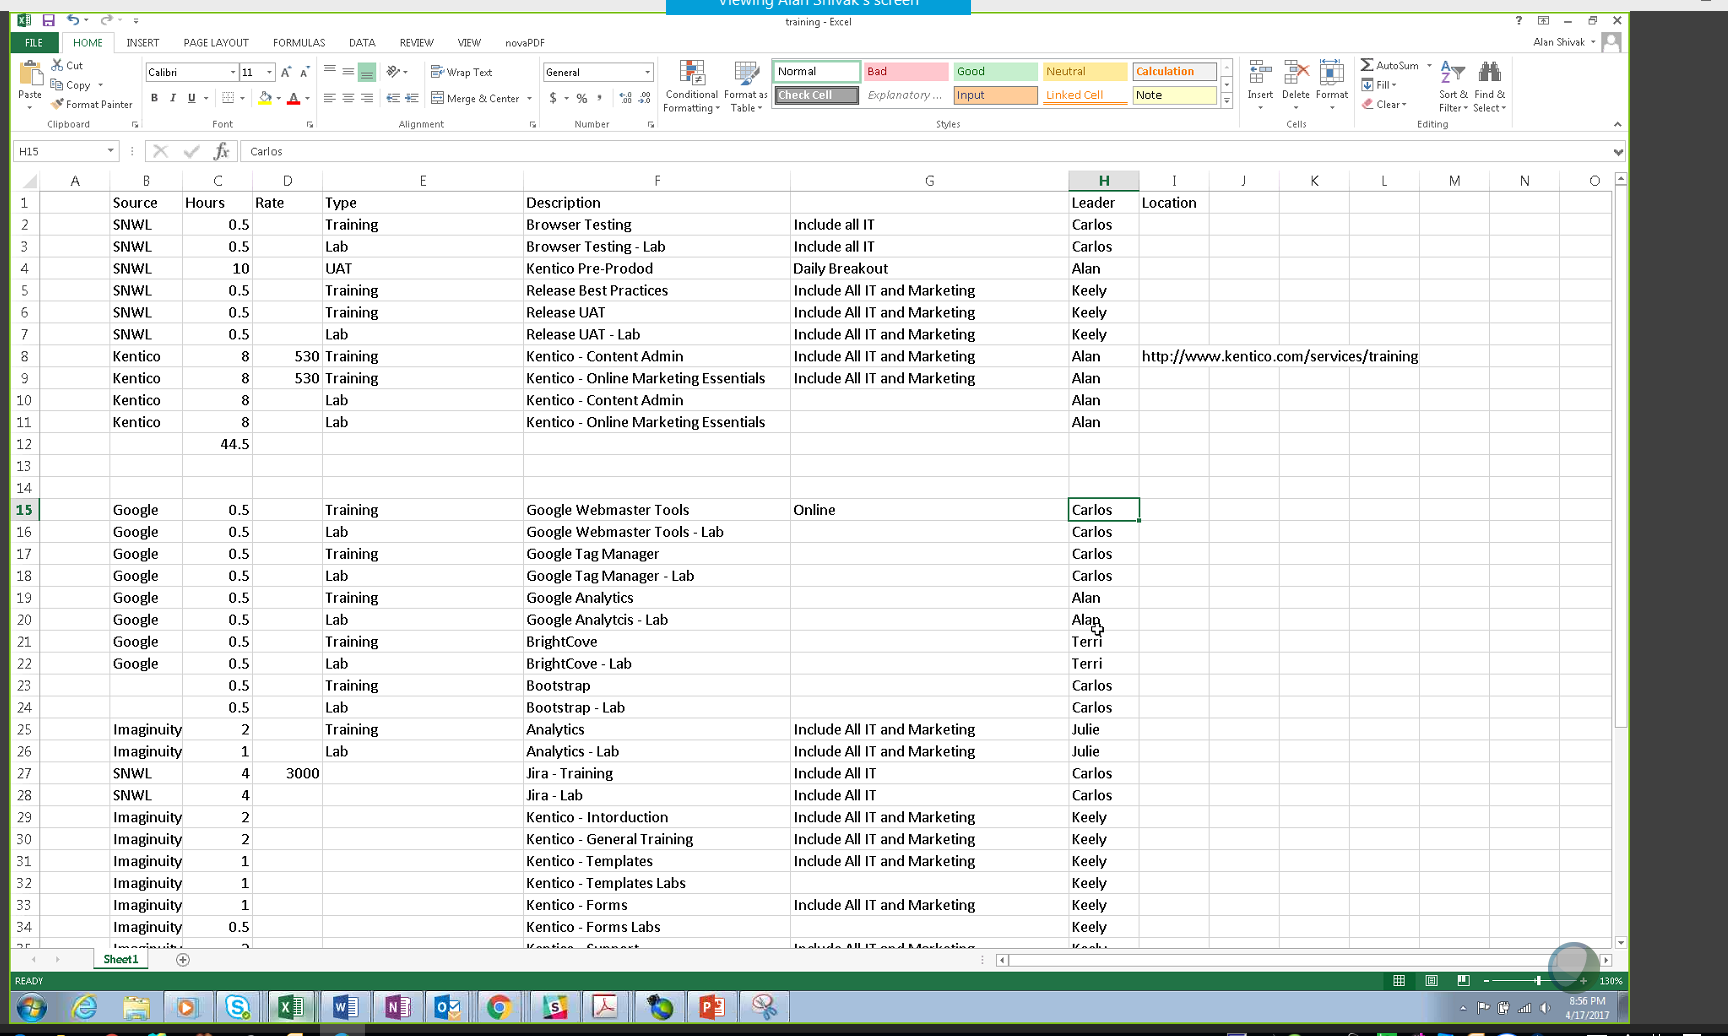 Viewing Alan Shivak's screen
training - Excel
FILE HOME INSERT PAGE LAYOUT FORMULAS DATA REVIEW VIEW novaPDF Alan Shivak
Cut
Copy
Format Painter
Paste
Clipboard
Calibri 11
B I U
Font
Wrap Text
Merge & Center
Alignment
General
$ % ,
Number
Conditional Formatting
Format as Table
Normal Bad Good Neutral Calculation
Check Cell Explanatory ... Input Linked Cell Note
Styles
Insert Delete Format
Cells
AutoSum
Fill
Clear
Sort & Filter
Find & Select
Editing
H15 fx Carlos
A B C D E F G H I J K L M N O
1 Source Hours Rate Type Description Leader Location
2 SNWL 0.5 Training Browser Testing Include all IT Carlos
3 SNWL 0.5 Lab Browser Testing - Lab Include all IT Carlos
4 SNWL 10 UAT Kentico Pre-Prodod Daily Breakout Alan
5 SNWL 0.5 Training Release Best Practices Include All IT and Marketing Keely
6 SNWL 0.5 Training Release UAT Include All IT and Marketing Keely
7 SNWL 0.5 Lab Release UAT - Lab Include All IT and Marketing Keely
8 Kentico 8 530 Training Kentico - Content Admin Include All IT and Marketing Alan http://www.kentico.com/services/training
9 Kentico 8 530 Training Kentico - Online Marketing Essentials Include All IT and Marketing Alan
10 Kentico 8 Lab Kentico - Content Admin Alan
11 Kentico 8 Lab Kentico - Online Marketing Essentials Alan
12 44.5
13
14
15 Google 0.5 Training Google Webmaster Tools Online Carlos
16 Google 0.5 Lab Google Webmaster Tools - Lab Carlos
17 Google 0.5 Training Google Tag Manager Carlos
18 Google 0.5 Lab Google Tag Manager - Lab Carlos
19 Google 0.5 Training Google Analytics Alan
20 Google 0.5 Lab Google Analytcis - Lab Alan
21 Google 0.5 Training BrightCove Terri
22 Google 0.5 Lab BrightCove - Lab Terri
23 0.5 Training Bootstrap Carlos
24 0.5 Lab Bootstrap - Lab Carlos
25 Imaginuity 2 Training Analytics Include All IT and Marketing Julie
26 Imaginuity 1 Lab Analytics - Lab Include All IT and Marketing Julie
27 SNWL 4 3000 Jira - Training Include All IT Carlos
28 SNWL 4 Jira - Lab Include All IT Carlos
29 Imaginuity 2 Kentico - Intorduction Include All IT and Marketing Keely
30 Imaginuity 2 Kentico - General Training Include All IT and Marketing Keely
31 Imaginuity 1 Kentico - Templates Include All IT and Marketing Keely
32 Imaginuity 1 Kentico - Templates Labs Keely
33 Imaginuity 1 Kentico - Forms Include All IT and Marketing Keely
34 Imaginuity 0.5 Kentico - Forms Labs Keely
35 Imaginuity 2 Kentico - Support Include All IT and Marketing Keely
Sheet1
READY 130%
8:56 PM
4/17/2017